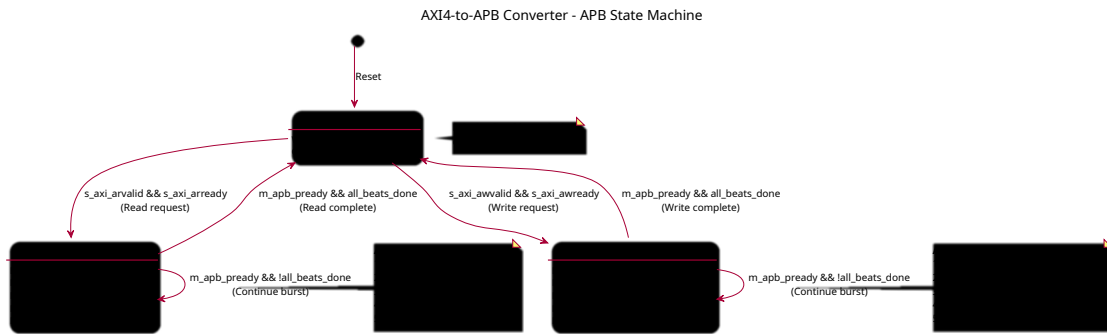 AXI4-to-APB Converter - APB State Machine
Reset
s_axi_arvalid && s_axi_arready
(Read request)
m_apb_pready && all_beats_done
(Read complete)
s_axi_awvalid && s_axi_awready
(Write request)
m_apb_pready && all_beats_done
(Write complete)
m_apb_pready && !all_beats_done
(Continue burst)
m_apb_pready && !all_beats_done
(Continue burst)